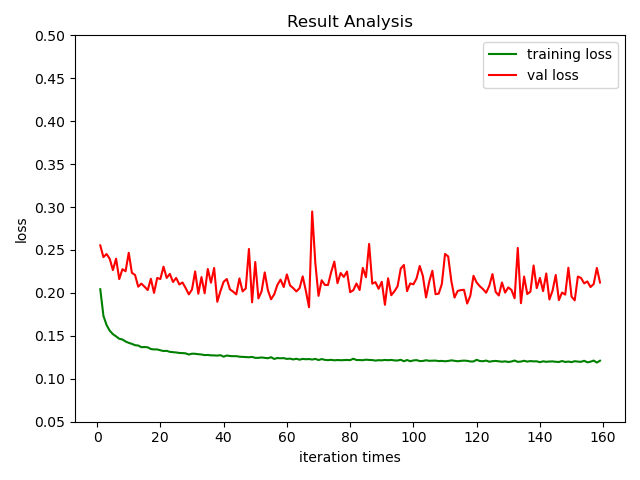 Result Analysis
training loss
val loss
0.50
0.45
0.40
0.35
0.30
0.25
0.20
0.15
0.10
0.05
loss
0 20 40 60 80 100 120 140 160
iteration times